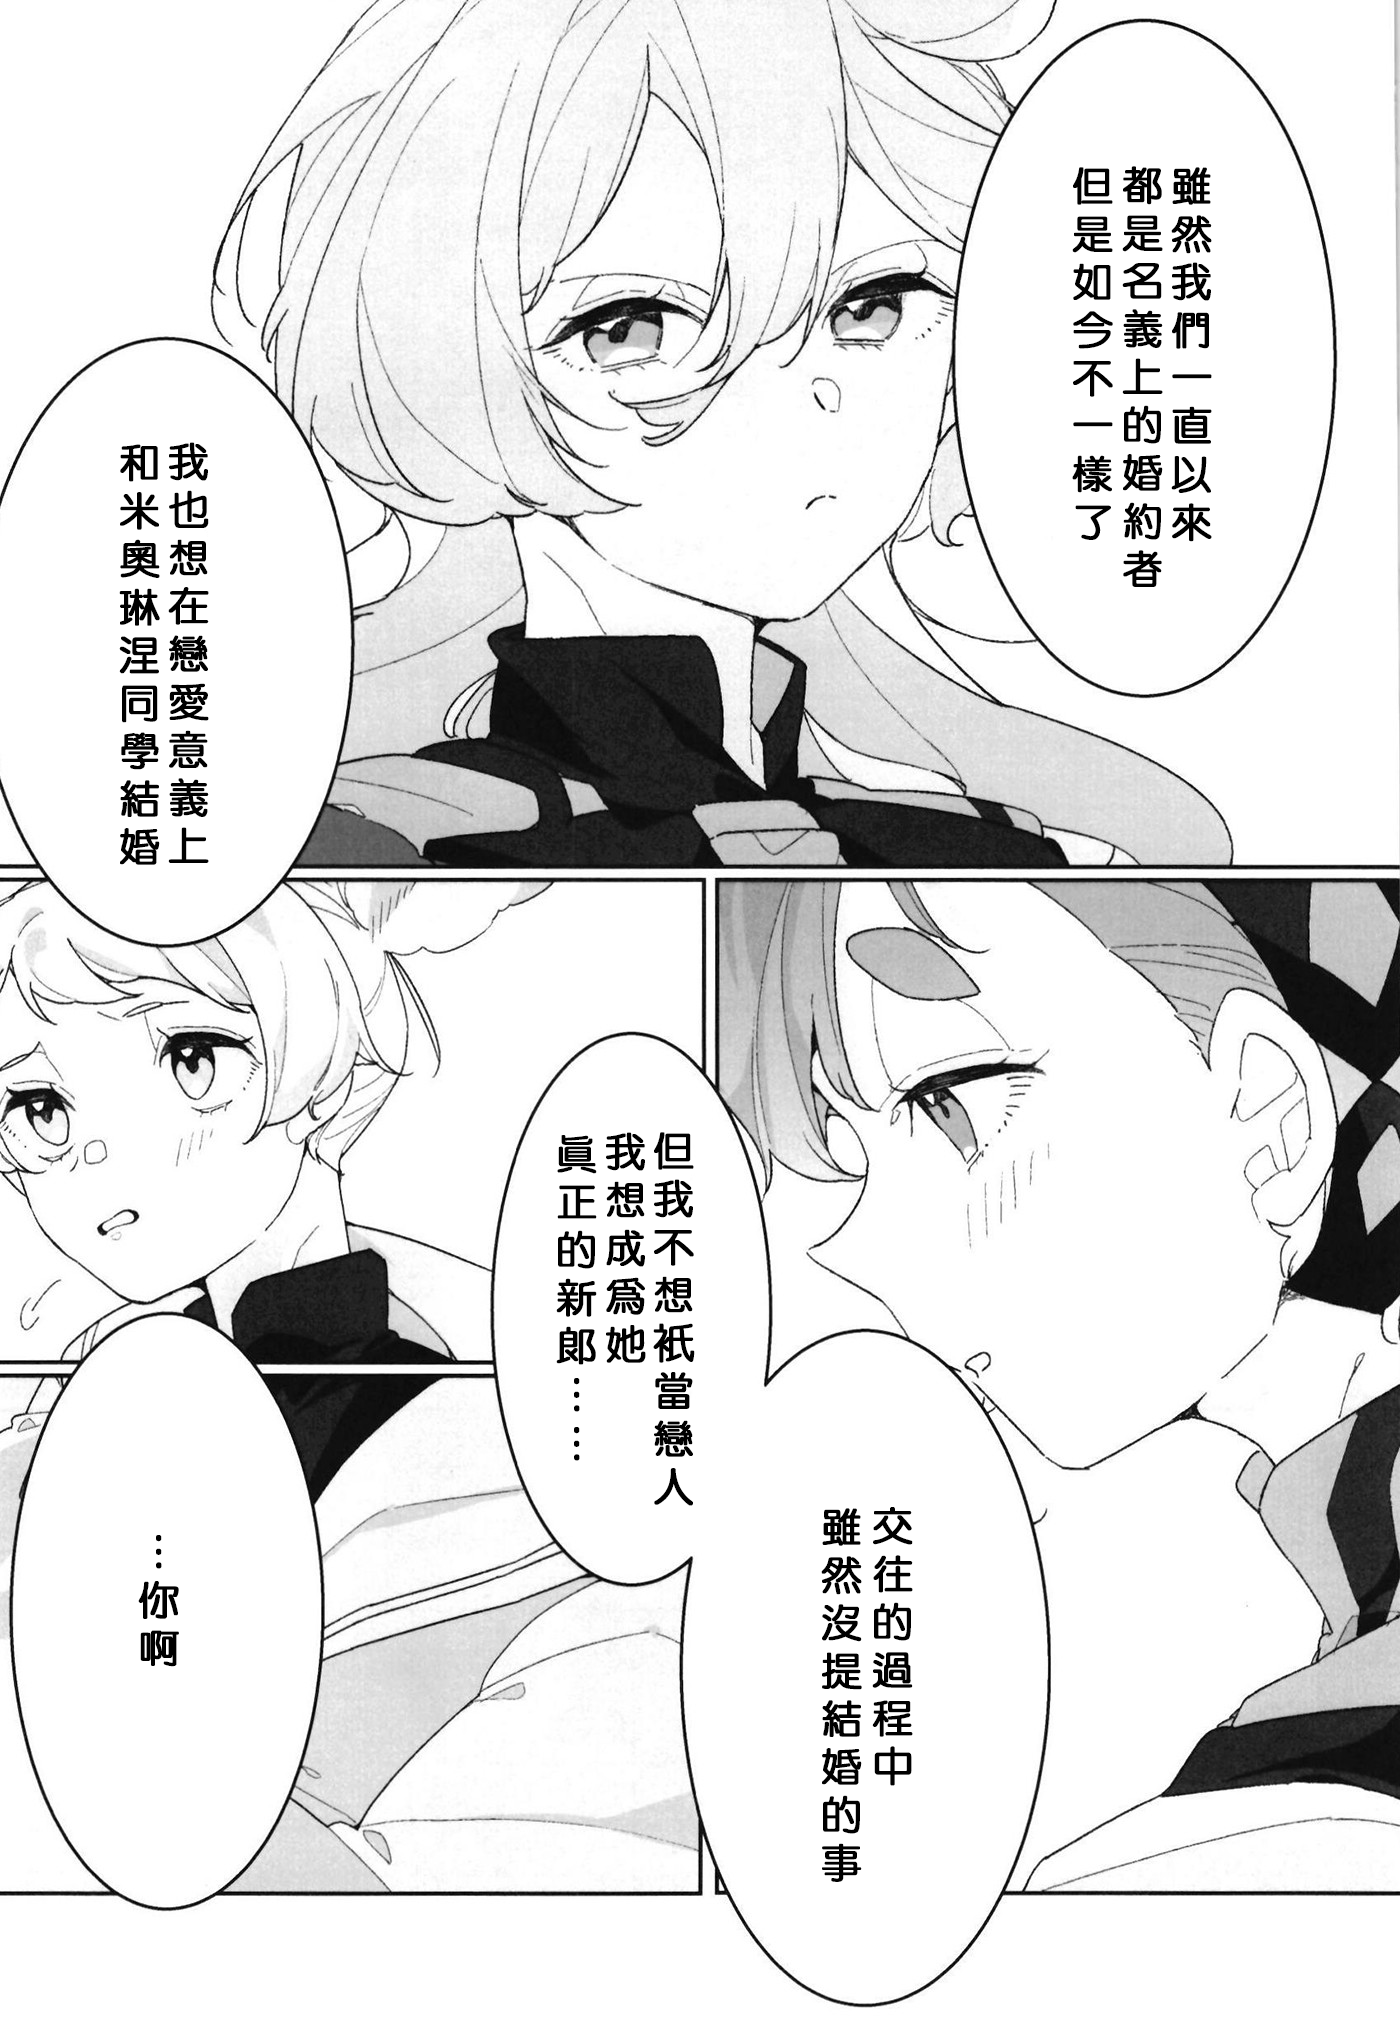 雖然我們一直以來
都是名義上的婚約者
但是如今不一樣了
我也想在戀愛意義上
和米奧琳涅同學結婚
交往的過程中
雖然沒提結婚的事
但我不想衹當戀人
我想成爲她
眞正的新郎……
…你啊